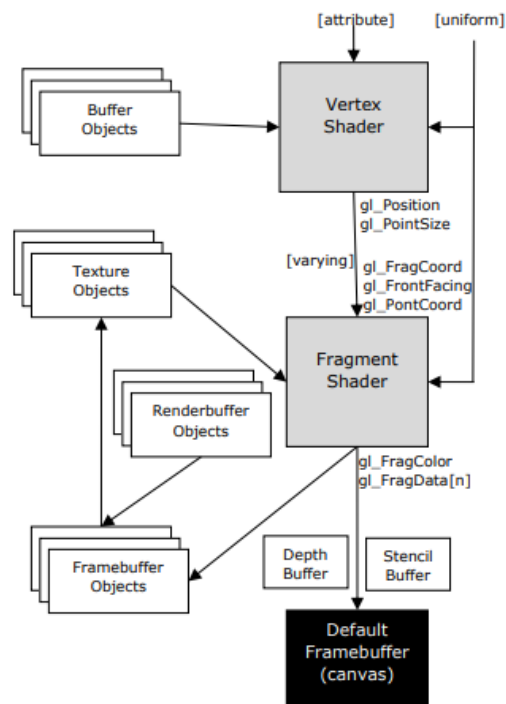 [attribute]
[uniform]
Buffer
Objects
Vertex
Shader
gl_Position
gl_PointSize
[varying]
gl_FragCoord
gl_FrontFacing
gl_PontCoord
Texture
Objects
Fragment
Shader
Renderbuffer
Objects
gl_FragColor
gl_FragData[n]
Framebuffer
Objects
Depth
Buffer
Stencil
Buffer
Default
Framebuffer
(canvas)